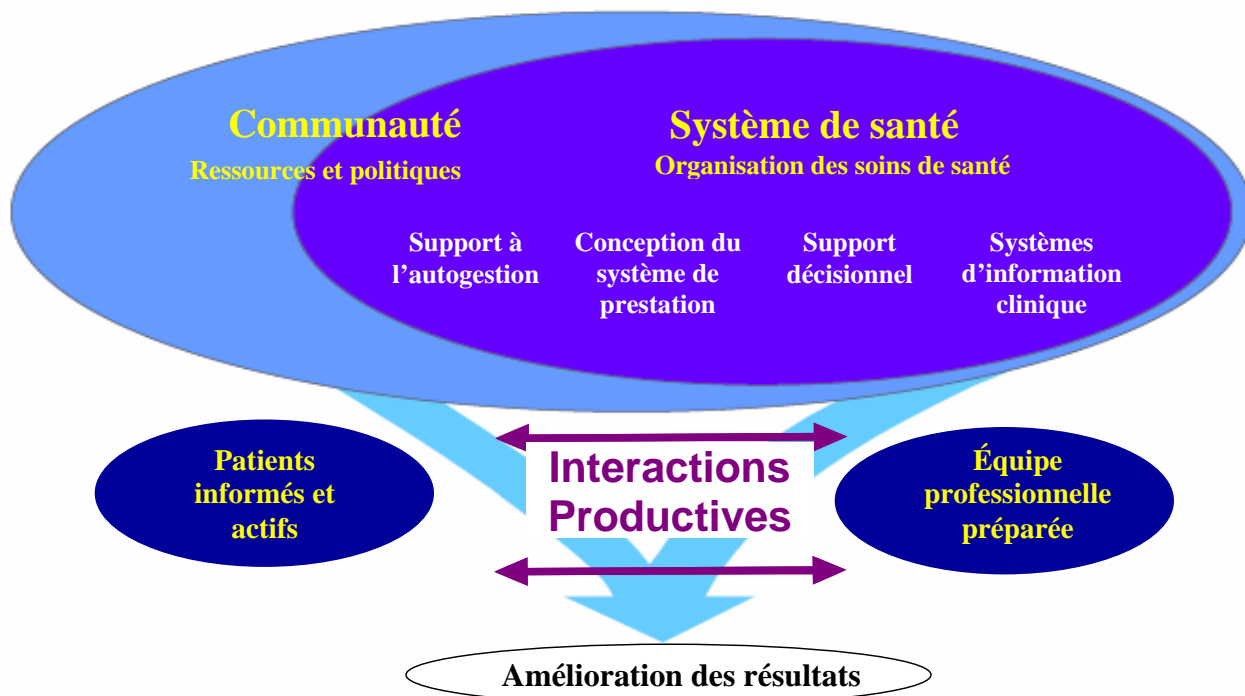 Communauté
Ressources et politiques
Système de santé
Organisation des soins de santé
Support à
l’autogestion
Conception du
système de
prestation
Support
décisionnel
Systèmes
d’information
clinique
Patients
informés et
actifs
Interactions
Productives
Équipe
professionnelle
préparée
Amélioration des résultats